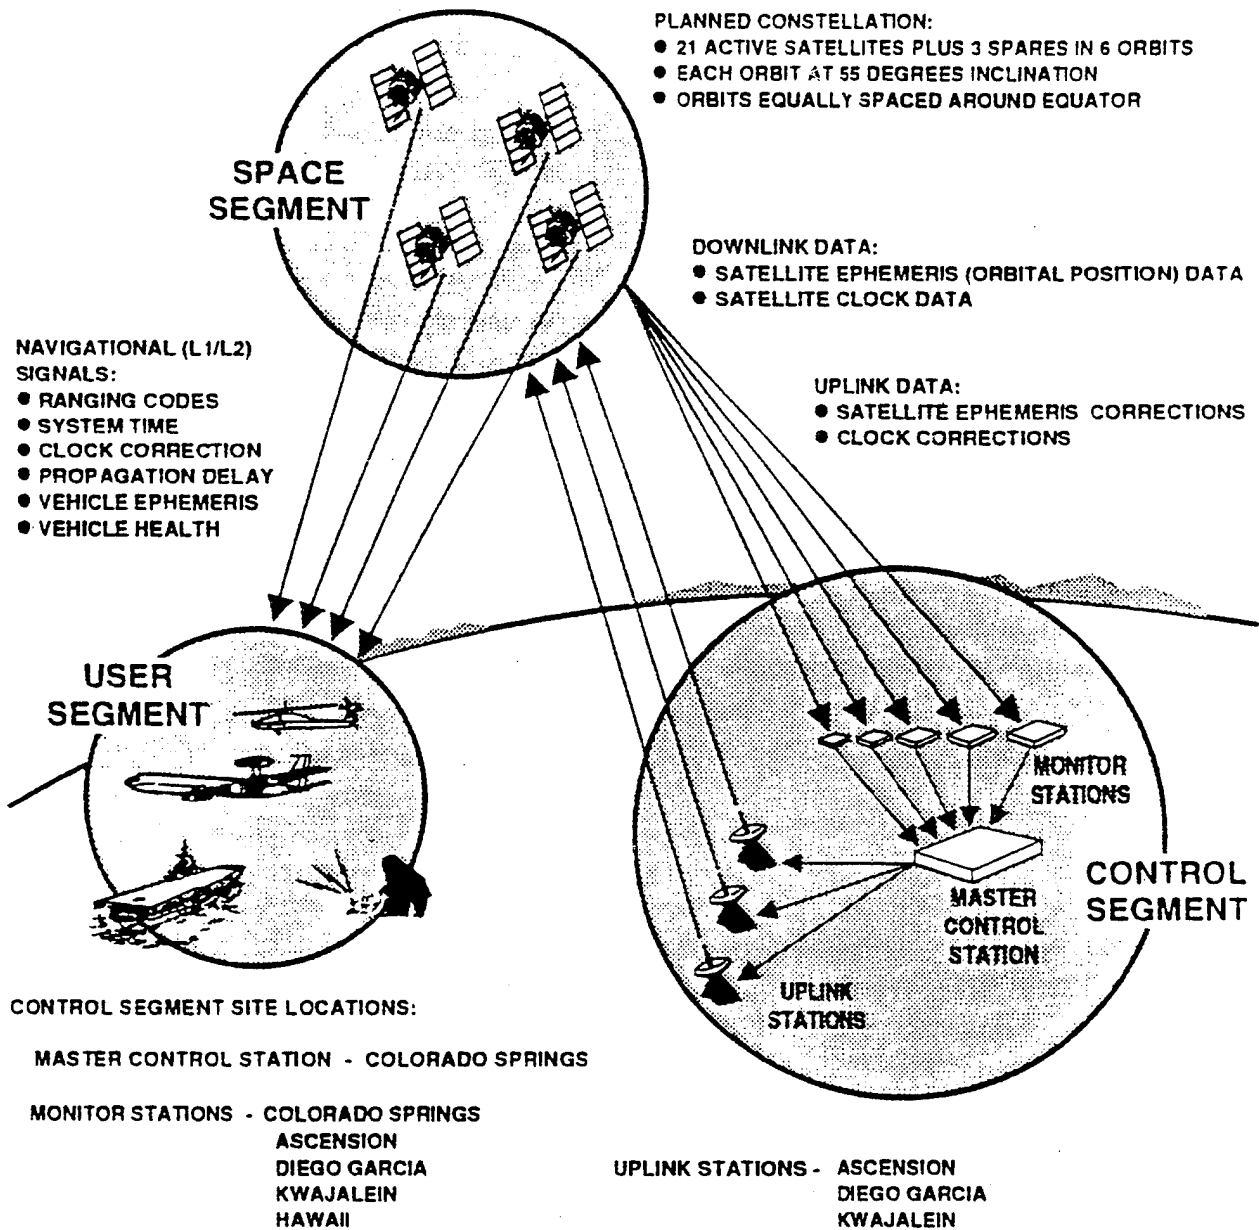 PLANNED CONSTELLATION:
● 21 ACTIVE SATELLITES PLUS 3 SPARES IN 6 ORBITS
● EACH ORBIT AT 55 DEGREES INCLINATION
● ORBITS EQUALLY SPACED AROUND EQUATOR
SPACE
SEGMENT
DOWNLINK DATA:
● SATELLITE EPHEMERIS (ORBITAL POSITION) DATA
● SATELLITE CLOCK DATA
NAVIGATIONAL (L1/L2)
SIGNALS:
● RANGING CODES
● SYSTEM TIME
● CLOCK CORRECTION
● PROPAGATION DELAY
● VEHICLE EPHEMERIS
● VEHICLE HEALTH
UPLINK DATA:
● SATELLITE EPHEMERIS CORRECTIONS
● CLOCK CORRECTIONS
USER
SEGMENT
MONITOR
STATIONS
MASTER
CONTROL
STATION
CONTROL
SEGMENT
UPLINK
STATIONS
CONTROL SEGMENT SITE LOCATIONS:
MASTER CONTROL STATION - COLORADO SPRINGS
MONITOR STATIONS - COLORADO SPRINGS
ASCENSION
DIEGO GARCIA
KWAJALEIN
HAWAII
UPLINK STATIONS - ASCENSION
DIEGO GARCIA
KWAJALEIN